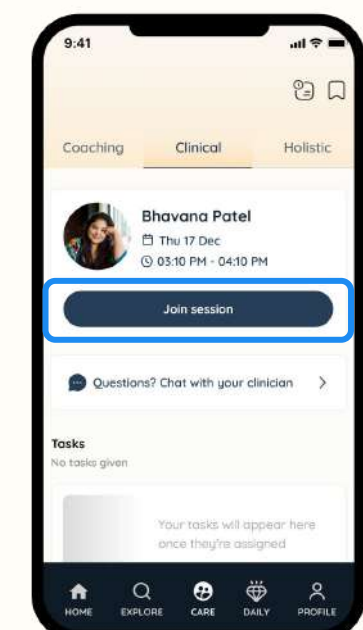 9:41
Coaching
Clinical
Holistic
Bhavana Patel
Thu 17 Dec
03:10 PM - 04:10 PM
Join session
Questions? Chat with your clinician
Tasks
No tasks given
Your tasks will appear here
once they're assigned
HOME
EXPLORE
CARE
DAILY
PROFILE